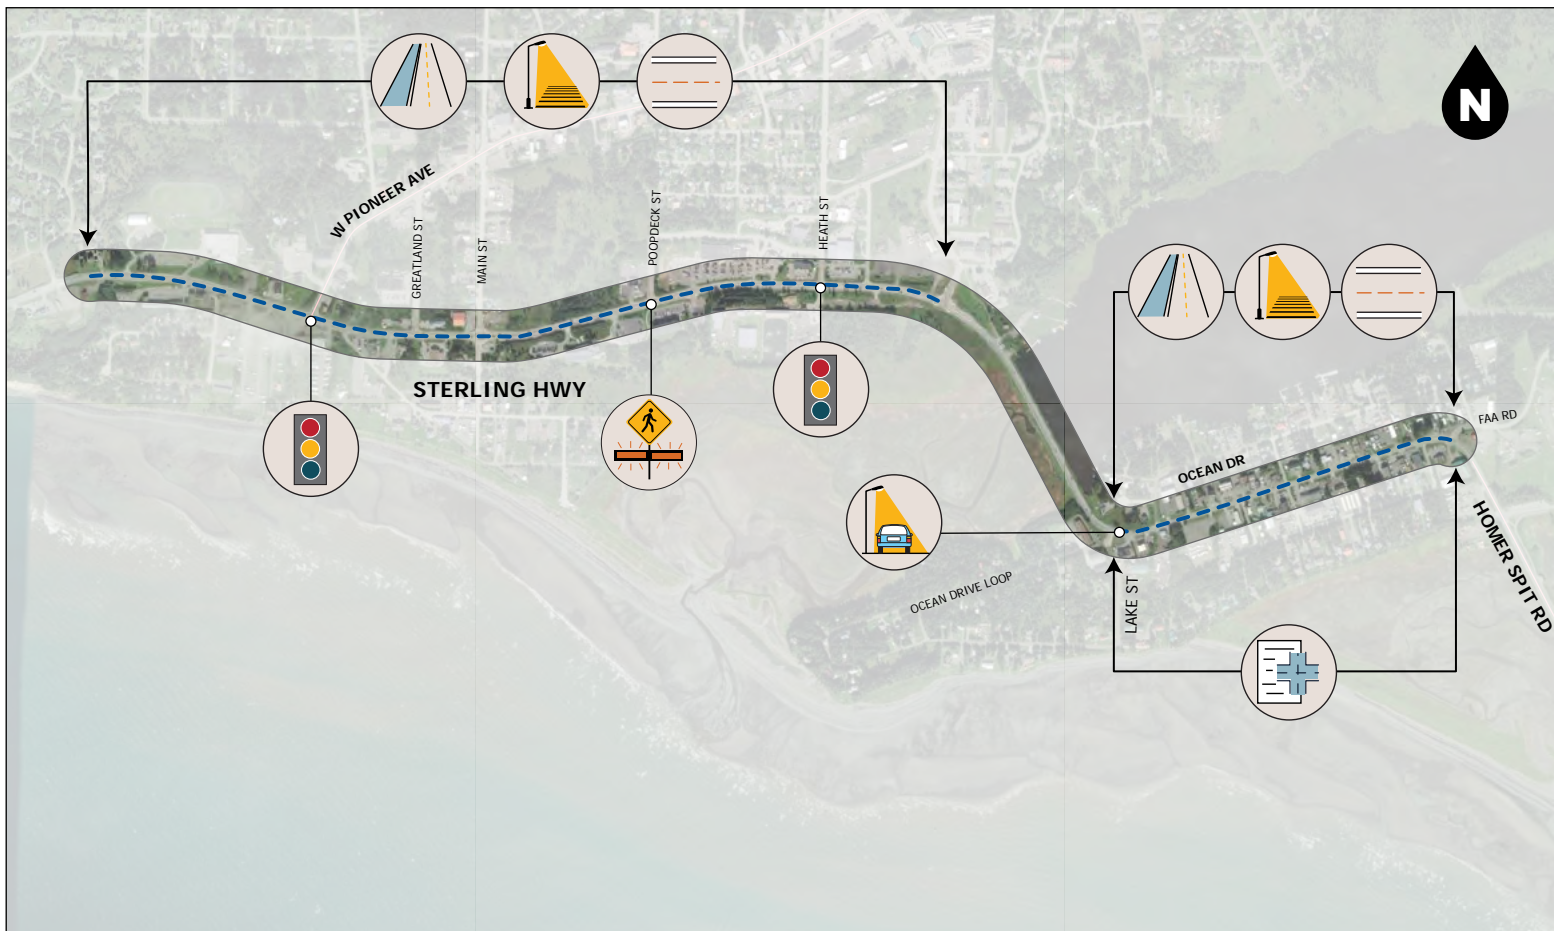 N
W PIONEER AVE
GREATLAND ST
MAIN ST
POOPDECK ST
HEATH ST
STERLING HWY
OCEAN DR
FAA RD
HOMER SPIT RD
LAKE ST
OCEAN DRIVE LOOP